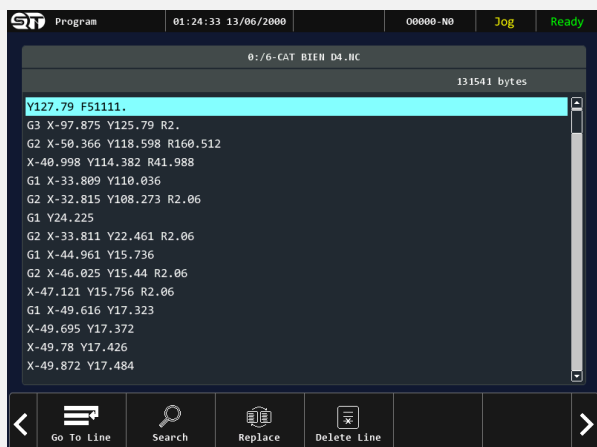 ST Program 01:24:33 13/06/2000 O0000-N0 Jog Ready
0:/6-CAT BIEN D4.NC
131541 bytes
Y127.79 F51111.
G3 X-97.875 Y125.79 R2.
G2 X-50.366 Y118.598 R160.512
X-40.998 Y114.382 R41.988
G1 X-33.809 Y110.036
G2 X-32.815 Y108.273 R2.06
G1 Y24.225
G2 X-33.811 Y22.461 R2.06
G1 X-44.961 Y15.736
G2 X-46.025 Y15.44 R2.06
X-47.121 Y15.756 R2.06
G1 X-49.616 Y17.323
X-49.695 Y17.372
X-49.78 Y17.426
X-49.872 Y17.484
Go To Line Search Replace Delete Line